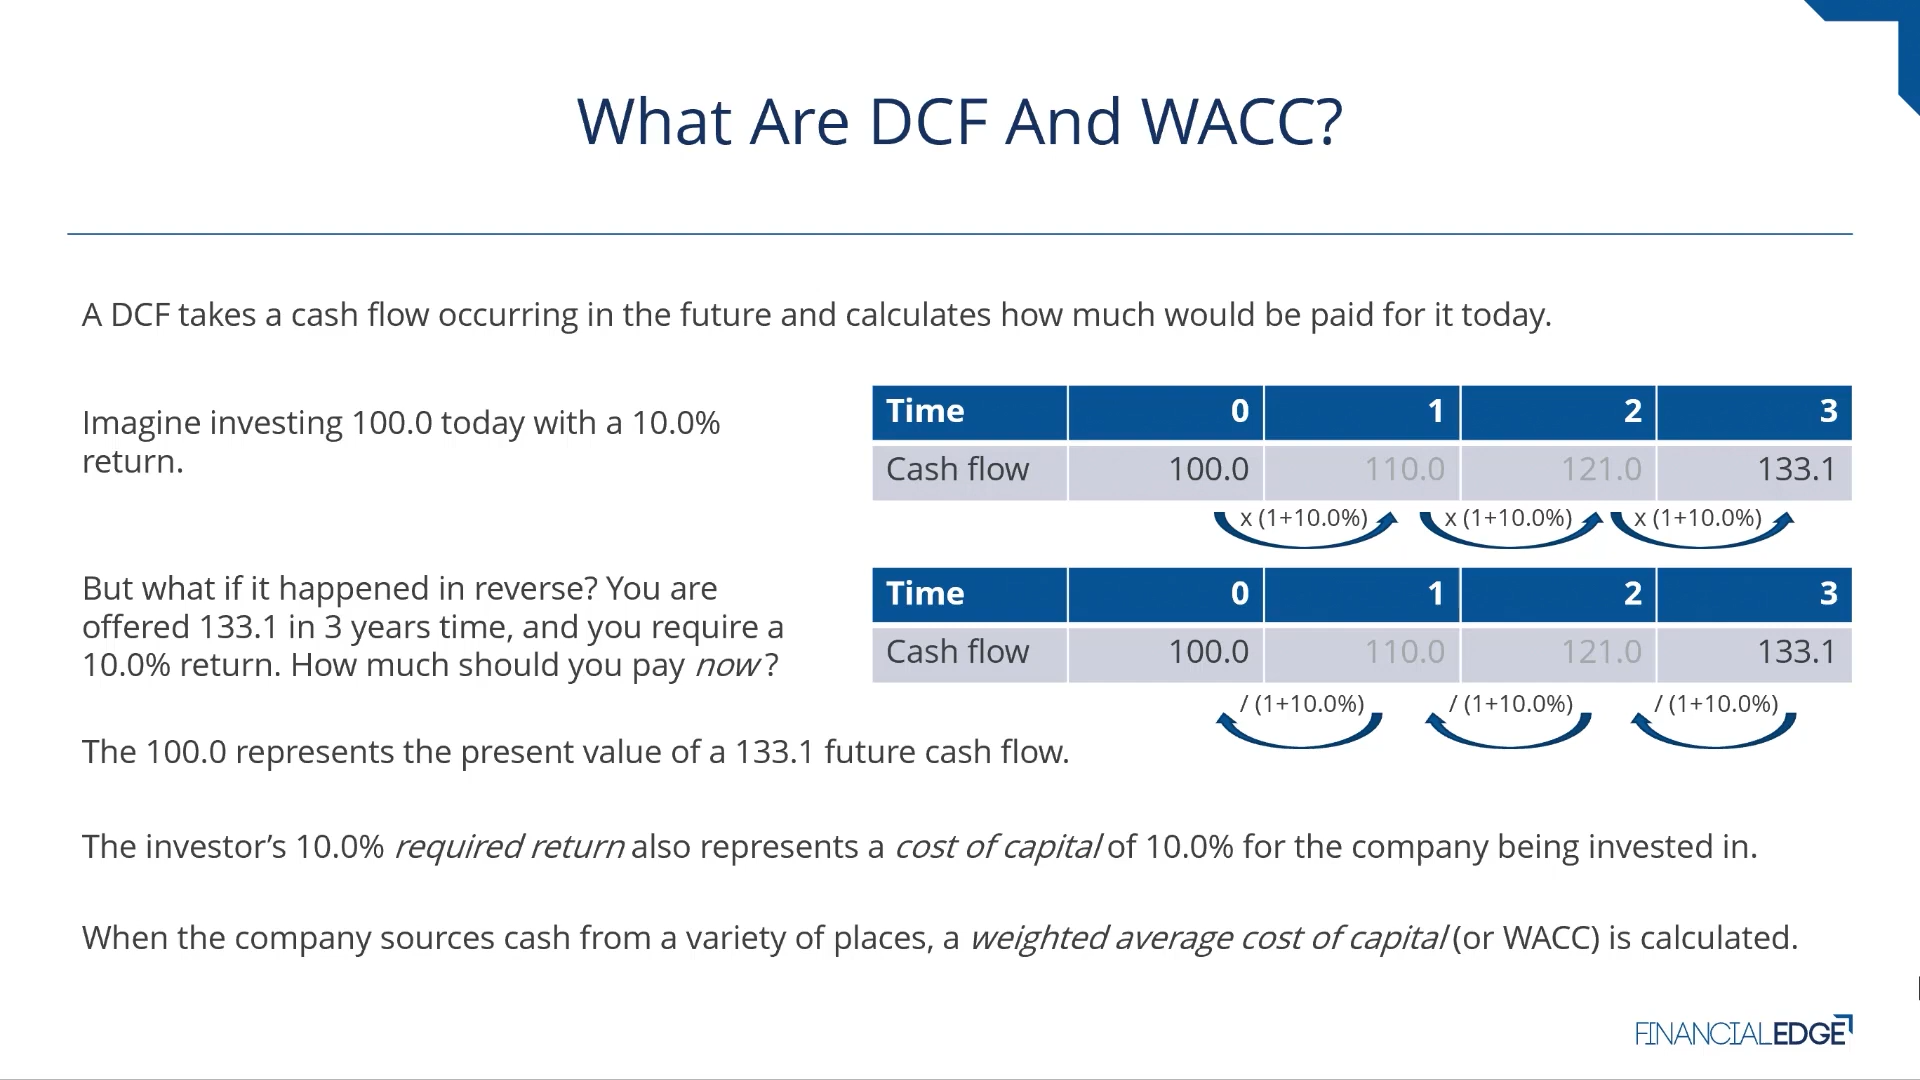 What Are DCF And WACC?
A DCF takes a cash flow occurring in the future and calculates how much would be paid for it today.
Imagine investing 100.0 today with a 10.0%
return.
Time 0 1 2 3
Cash flow 100.0 110.0 121.0 133.1
x (1+10.0%) x (1+10.0%) x (1+10.0%)
But what if it happened in reverse? You are
offered 133.1 in 3 years time, and you require a
10.0% return. How much should you pay now?
Time 0 1 2 3
Cash flow 100.0 110.0 121.0 133.1
/ (1+10.0%) / (1+10.0%) / (1+10.0%)
The 100.0 represents the present value of a 133.1 future cash flow.
The investor’s 10.0% required return also represents a cost of capital of 10.0% for the company being invested in.
When the company sources cash from a variety of places, a weighted average cost of capital (or WACC) is calculated.
FINANCIALEDGE